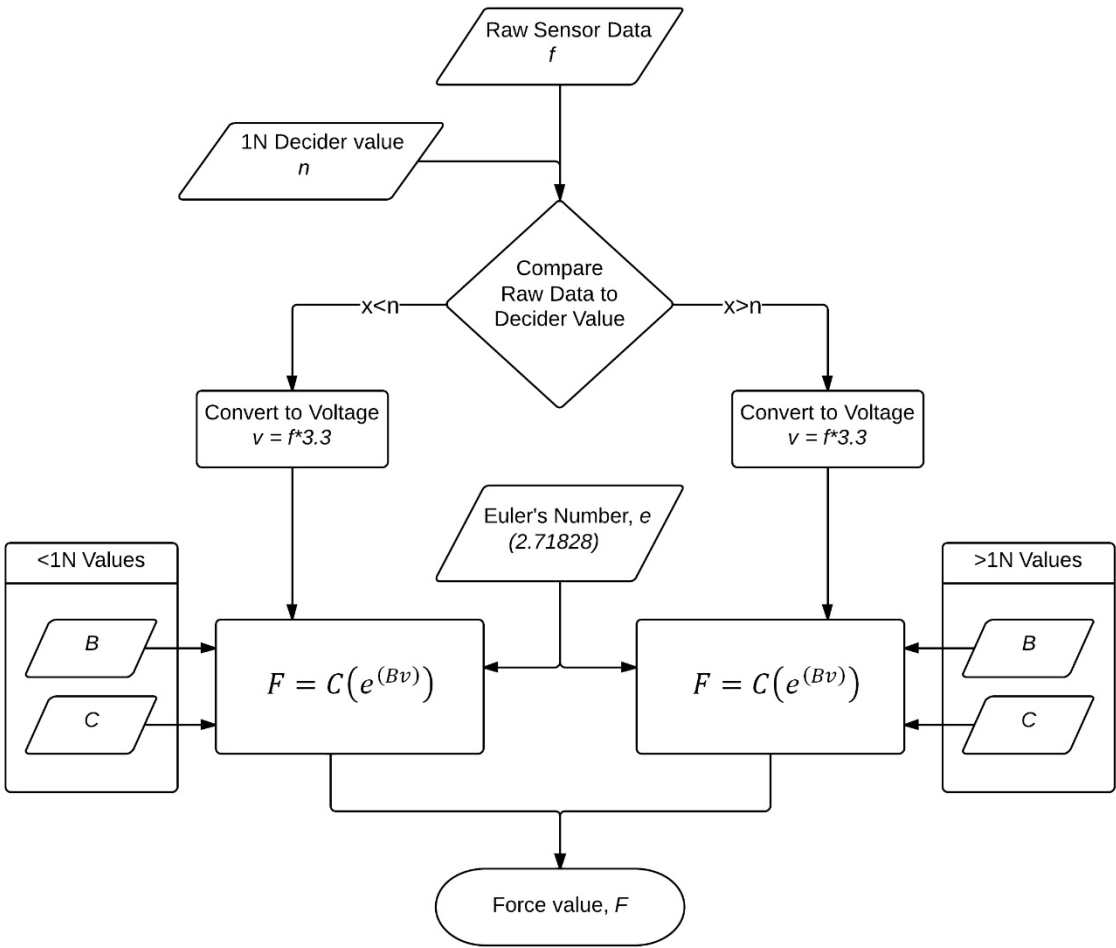 Raw Sensor Data
f
1N Decider value
n
Compare
Raw Data to
Decider Value
x<n
x>n
Convert to Voltage
v = f*3.3
Convert to Voltage
v = f*3.3
Euler's Number, e
(2.71828)
<1N Values
>1N Values
B
C
F = C(e^(Bv))
F = C(e^(Bv))
B
C
Force value, F